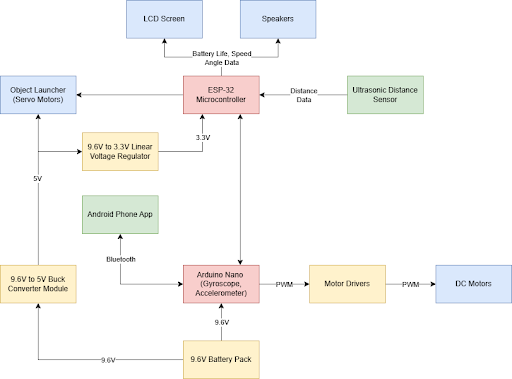 LCD Screen
Speakers
Battery Life, Speed
Angle Data
Object Launcher
(Servo Motors)
ESP-32
Microcontroller
Distance
Data
Ultrasonic Distance
Sensor
3.3V
9.6V to 3.3V Linear
Voltage Regulator
5V
Android Phone App
Bluetooth
9.6V to 5V Buck
Converter Module
Arduino Nano
(Gyroscope,
Accelerometer)
PWM
Motor Drivers
PWM
DC Motors
9.6V
9.6V
9.6V Battery Pack